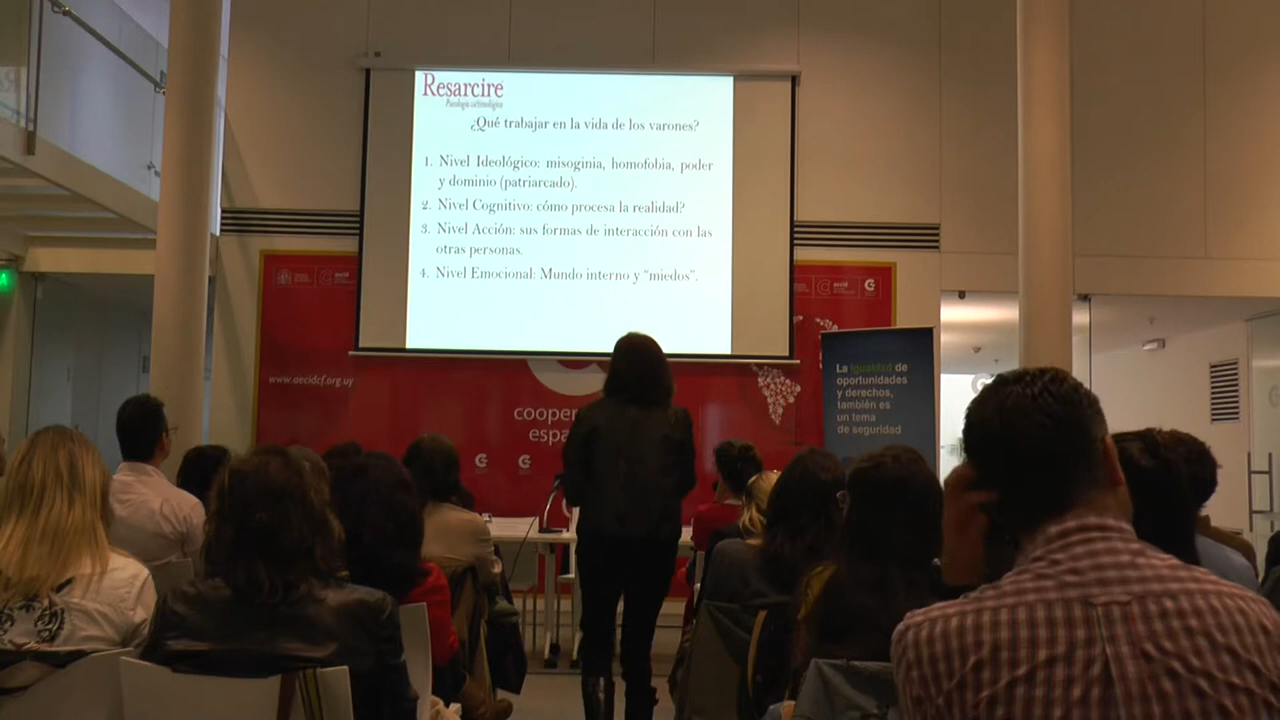 Resarcire
Psicología victimológica
¿Qué trabajar en la vida de los varones?
1. Nivel Ideológico: misoginia, homofobia, poder
y dominio (patriarcado).
2. Nivel Cognitivo: cómo procesa la realidad?
3. Nivel Acción: sus formas de interacción con las
otras personas.
4. Nivel Emocional: Mundo interno y “miedos”.
aecid
aecid
www.aecidcf.org.uy
cooper
espa
La igualdad de
oportunidades
y derechos,
también es
un tema
de seguridad